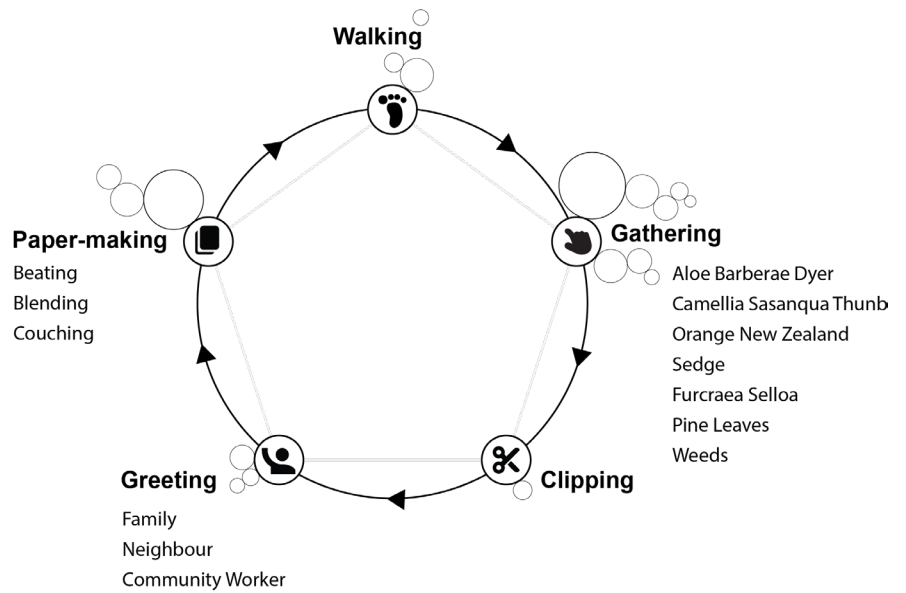 Walking
Gathering
Aloe Barberae Dyer
Camellia Sasanqua Thunb
Orange New Zealand
Sedge
Furcraea Selloa
Pine Leaves
Weeds
Clipping
Greeting
Family
Neighbour
Community Worker
Paper-making
Beating
Blending
Couching